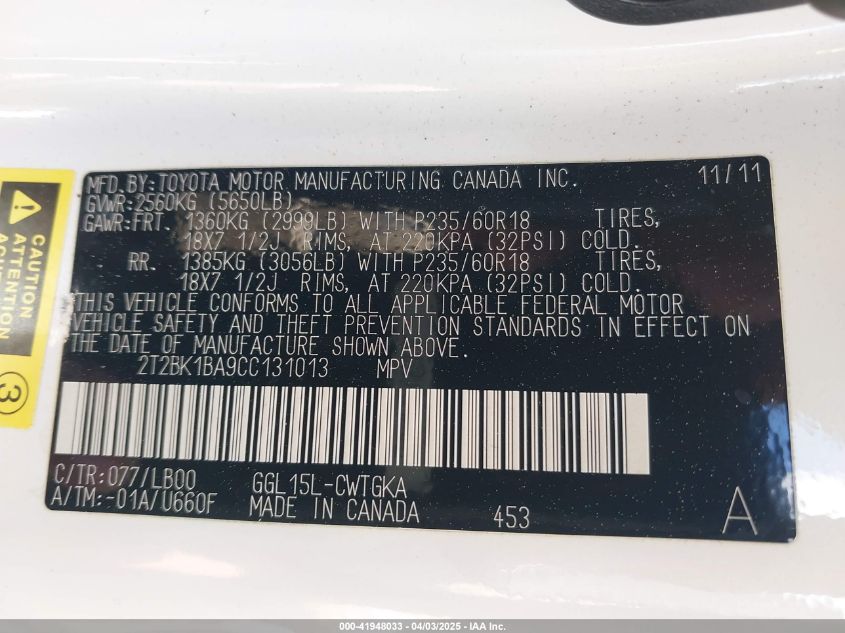 MFD.BY:TOYOTA MOTOR MANUFACTURING CANADA INC. 11/11
GVWR:2560KG (5650LB)
GAWR:FRT. 1360KG (2999LB) WITH P235/60R18 TIRES,
18X7 1/2J RIMS, AT 220KPA (32PSI) COLD.
RR. 1385KG (3056LB) WITH P235/60R18 TIRES,
18X7 1/2J RIMS, AT 220KPA (32PSI) COLD.
THIS VEHICLE CONFORMS TO ALL APPLICABLE FEDERAL MOTOR
VEHICLE SAFETY AND THEFT PREVENTION STANDARDS IN EFFECT ON
THE DATE OF MANUFACTURE SHOWN ABOVE.
2T2BK1BA9CC131013 MPV
C/TR:077/LB00 GGL15L-CWTGKA
A/TM:-01A/U660F MADE IN CANADA 453 A
CAUTION
ATTENTION
3
000-41948033 - 04/03/2025 - IAA Inc.